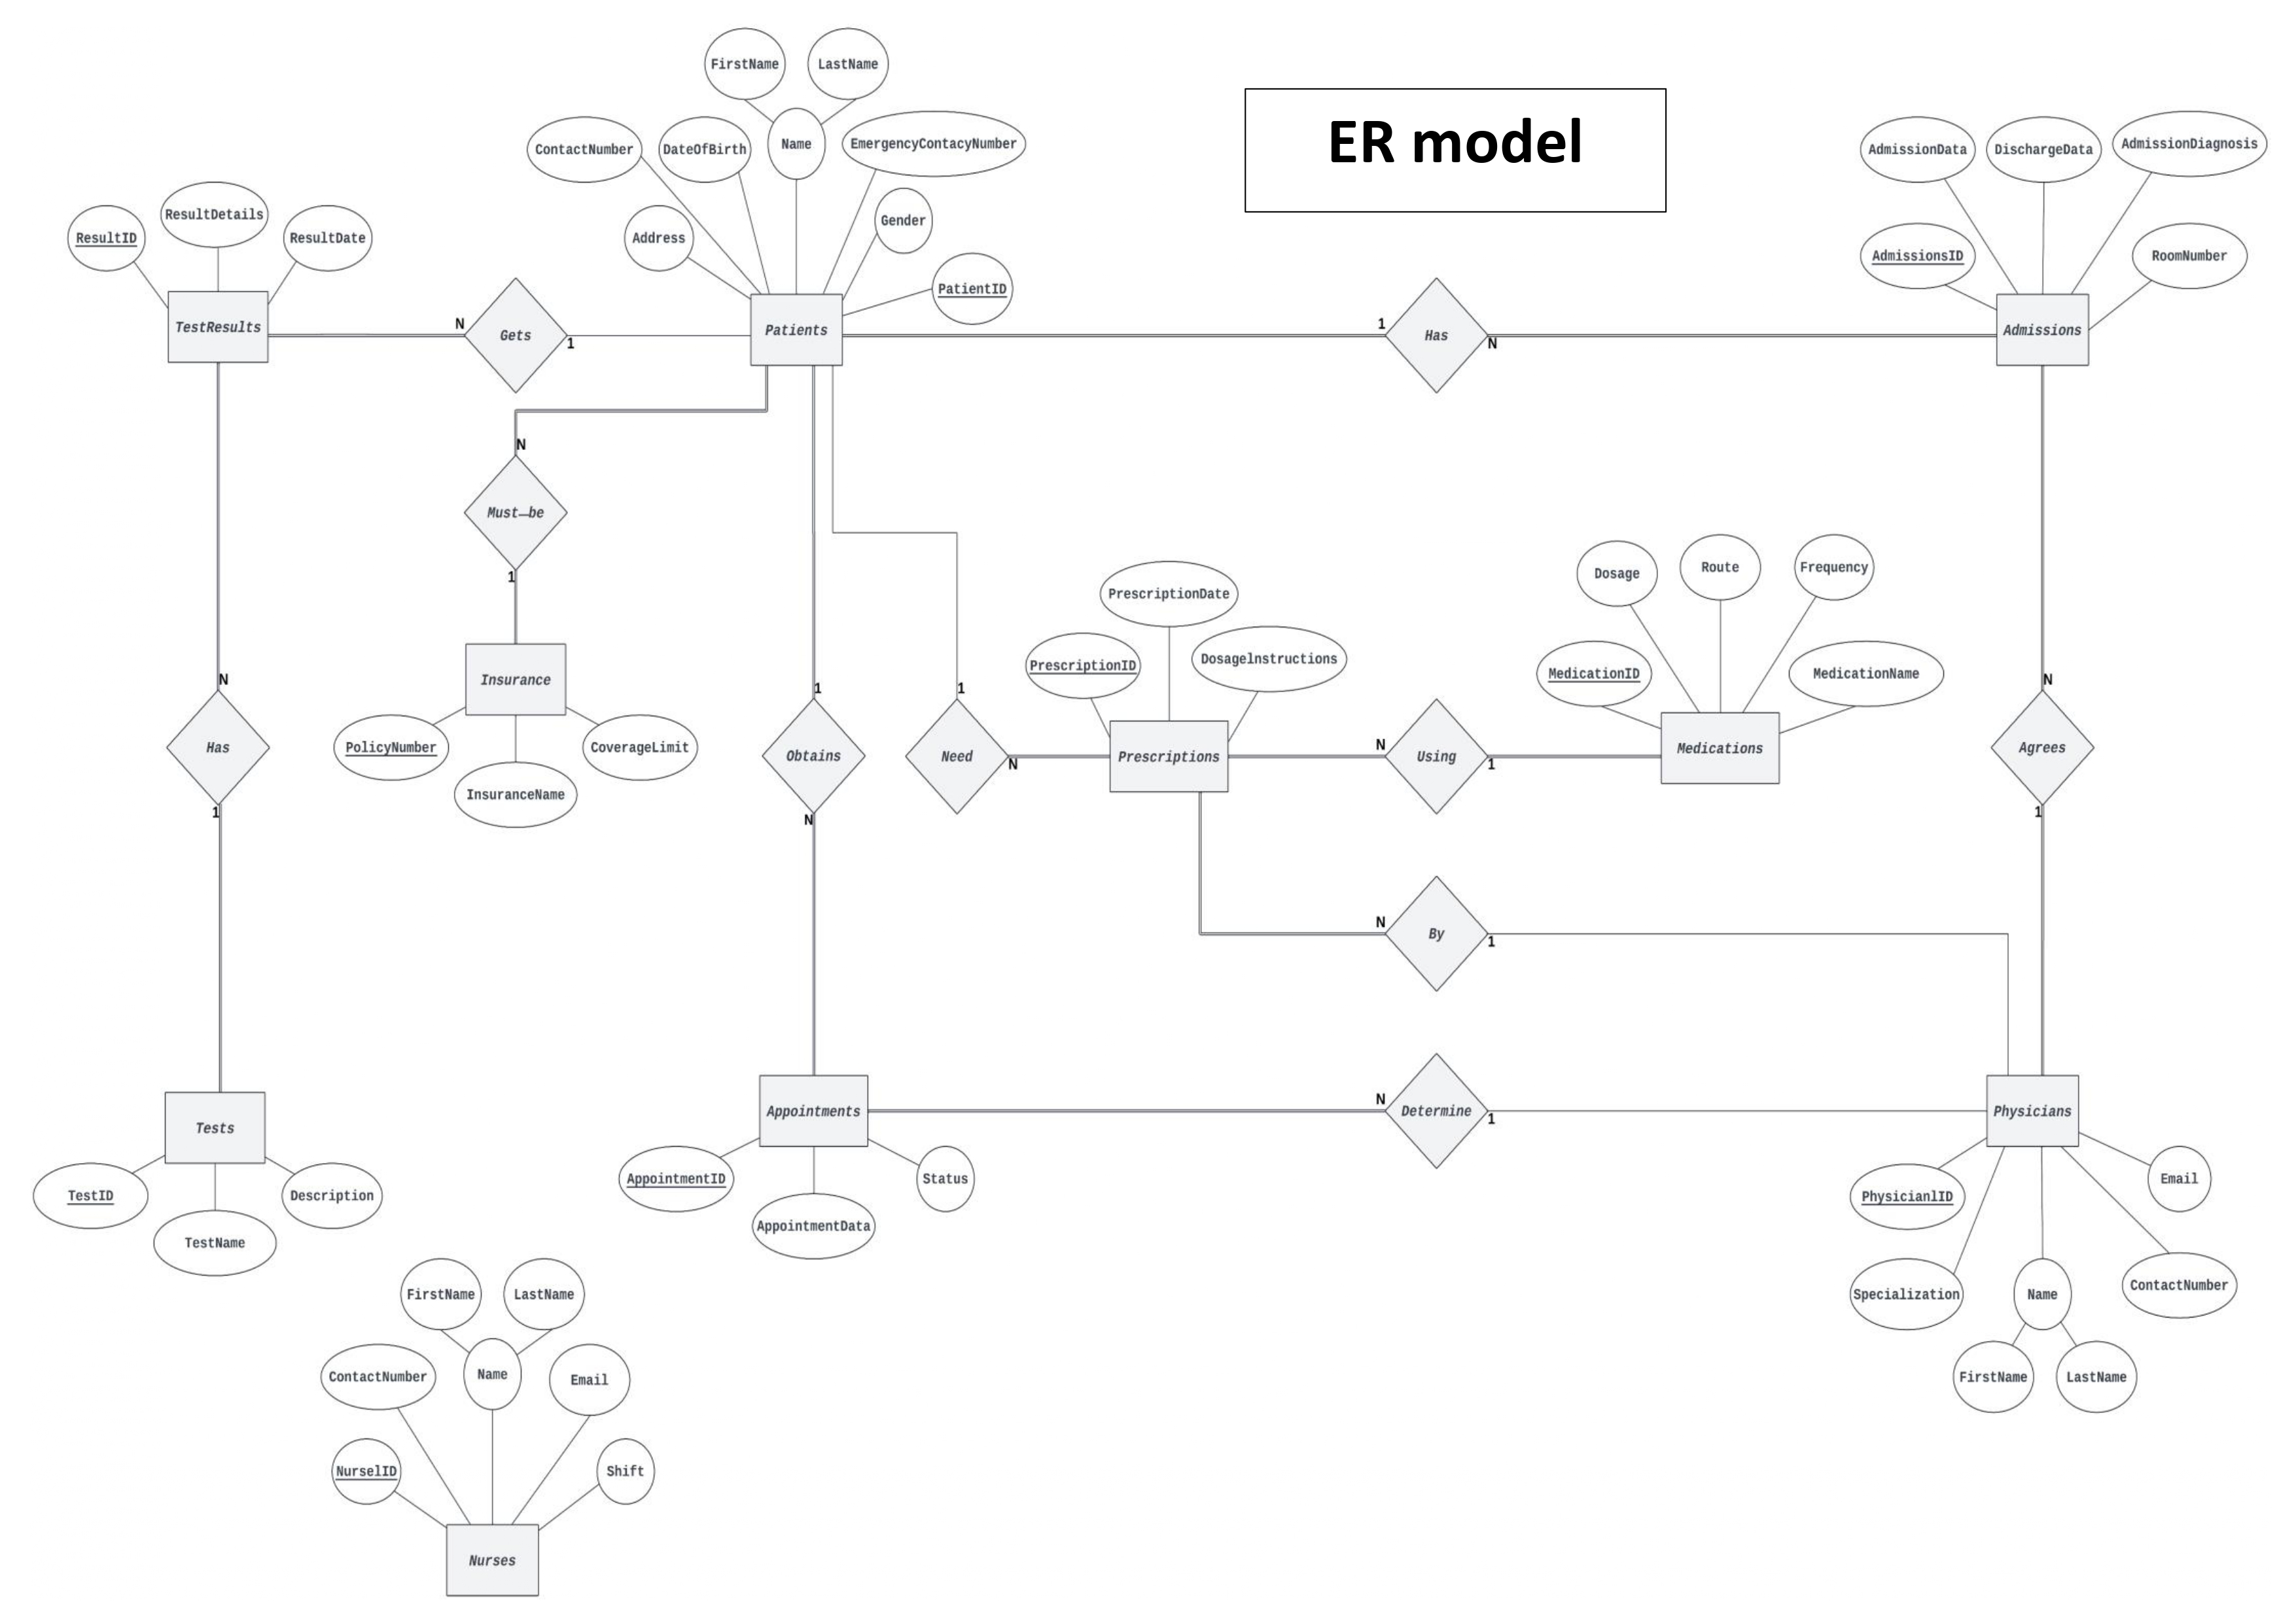 FirstName
LastName
ER model
ContactNumber
DateOfBirth
Name
EmergencyContacyNumber
AdmissionData
DischargeData
AdmissionDiagnosis
ResultID
ResultDetails
ResultDate
Address
Gender
AdmissionsID
RoomNumber
PatientID
TestResults
N
Gets
1
Patients
1
Has
N
Admissions
N
Must—be
1
Dosage
Route
Frequency
PrescriptionDate
PrescriptionID
DosagelInstructions
MedicationID
MedicationName
Insurance
N
1
1
N
PolicyNumber
CoverageLimit
InsuranceName
Has
1
Obtains
N
Need
N
Prescriptions
N
Using
1
Medications
Agrees
1
N
By
1
Tests
Appointments
N
Determine
1
Physicians
TestID
Description
TestName
AppointmentID
Status
AppointmentData
PhysicianlID
Email
Specialization
Name
ContactNumber
FirstName
LastName
FirstName
LastName
ContactNumber
Name
Email
NurselID
Shift
Nurses